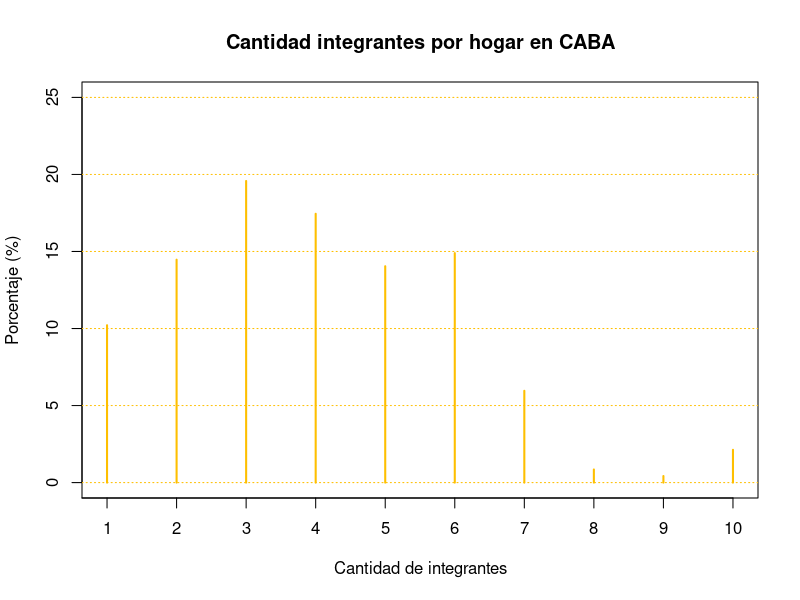 Cantidad integrantes por hogar en CABA
Porcentaje (%)
25
20
15
10
5
0
1 2 3 4 5 6 7 8 9 10
Cantidad de integrantes